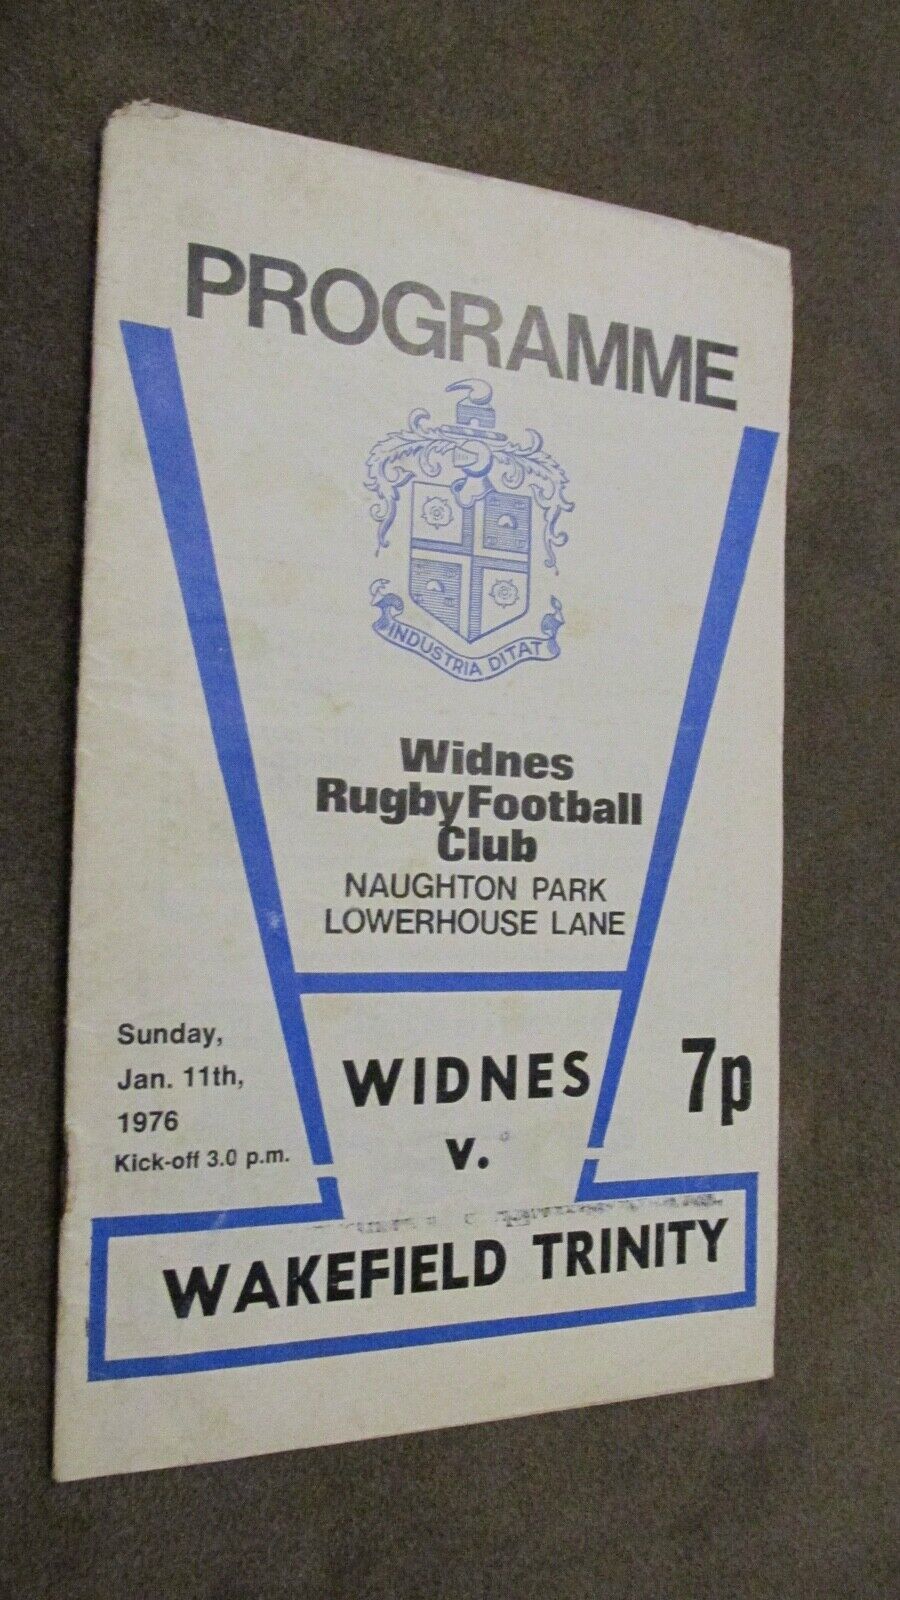 PROGRAMME
INDUSTRIA DITAT
Widnes
Rugby Football
Club
NAUGHTON PARK
LOWERHOUSE LANE
Sunday,
Jan. 11th,
1976
Kick-off 3.0 p.m.
WIDNES
v.
7p
WAKEFIELD TRINITY